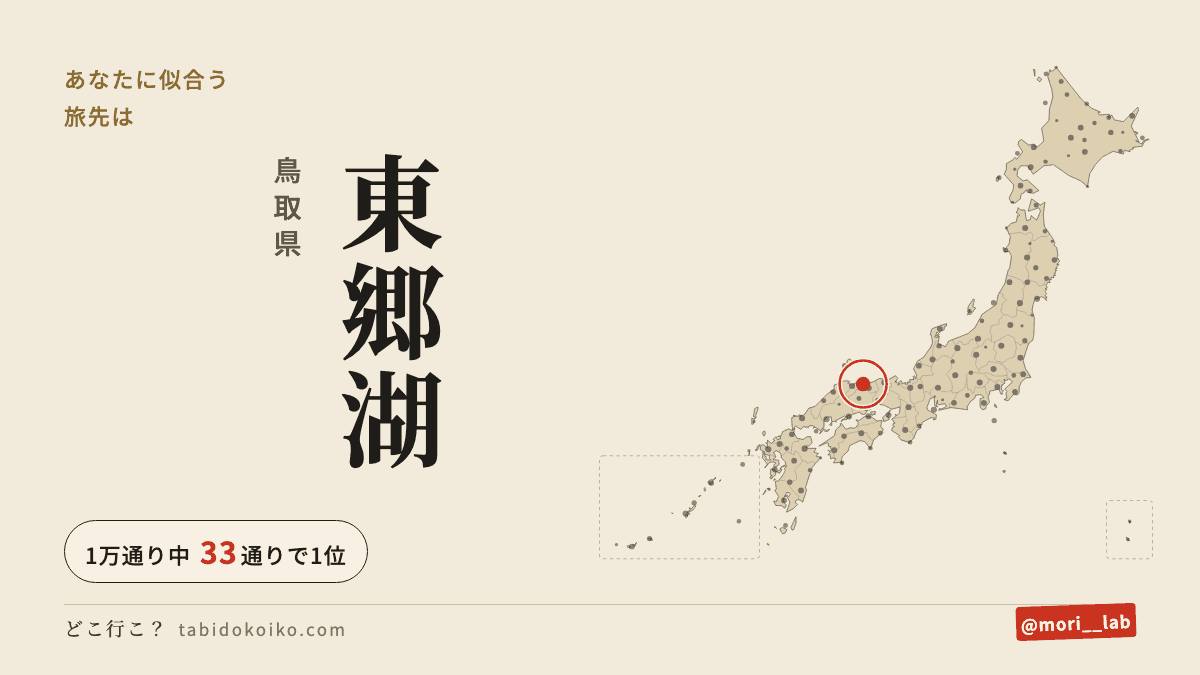 あなたに似合う
旅先は
東郷湖
鳥取県
1万通り中 33通りで1位
どこ行こ？ tabidokoiko.com
@mori__lab